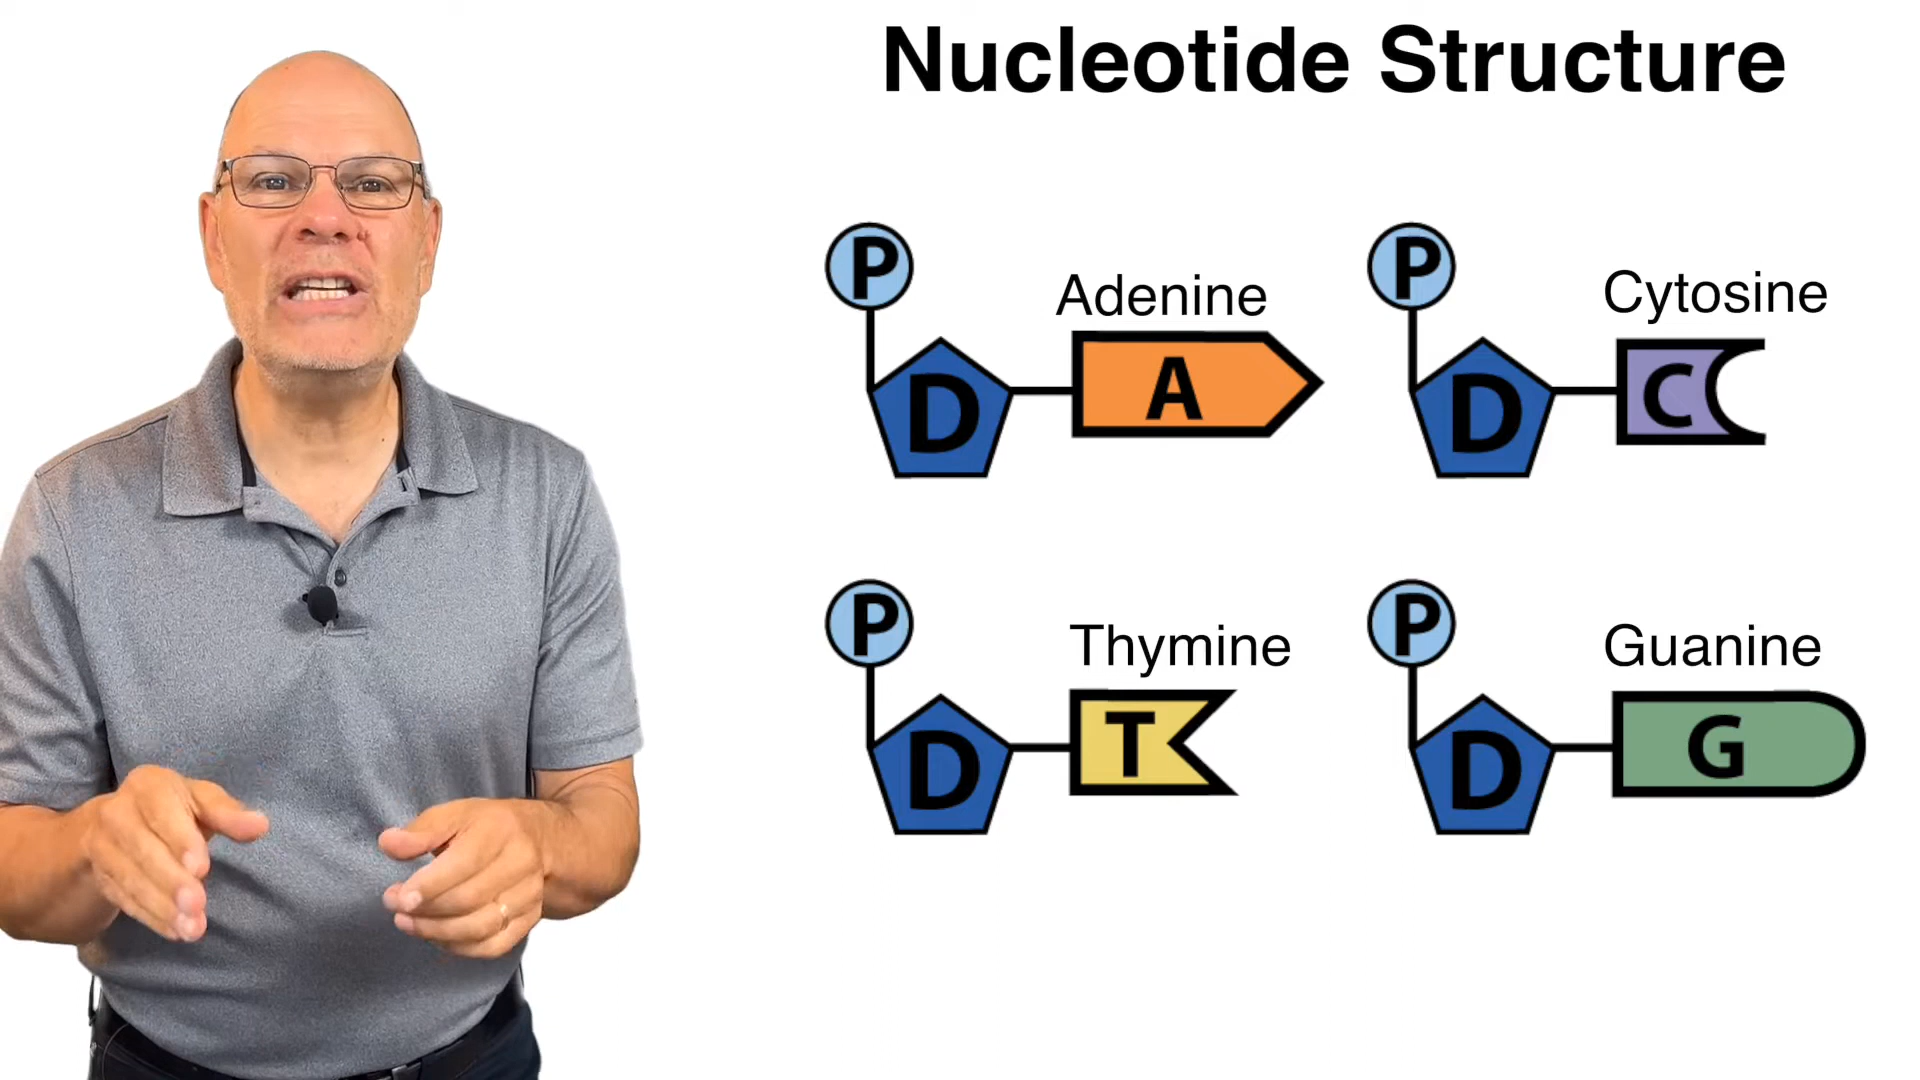 Nucleotide Structure
P
Adenine
D
A
P
Cytosine
D
C
P
Thymine
D
T
P
Guanine
D
G